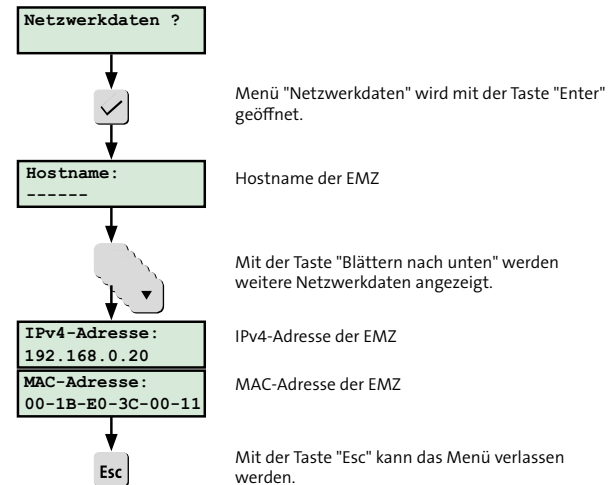 Netzwerkdaten ?
Menü "Netzwerkdaten" wird mit der Taste "Enter"
geöffnet.
Hostname:
------
Hostname der EMZ
Mit der Taste "Blättern nach unten" werden
weitere Netzwerkdaten angezeigt.
IPv4-Adresse:
192.168.0.20
IPv4-Adresse der EMZ
MAC-Adresse:
00-1B-E0-3C-00-11
MAC-Adresse der EMZ
Esc
Mit der Taste "Esc" kann das Menü verlassen
werden.